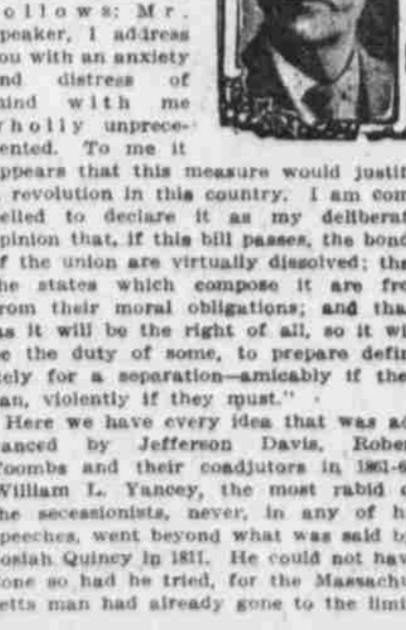 ollows: Mr.
peaker, I address
ou with an anxiety
nd distress of
ind with me
holly unprece-
ented. To me it
ppears that this measure would justif
revolution in this country. I am com
elled to declare it as my deliberat
pinion that, if this bill passes, the bond
f the union are virtually dissolved; tha
he states which compose it are fre
rom their moral obligations; and tha
as it will be the right of all, so it wi
e the duty of some, to prepare defin
tely for a separation—amicably if the
an, violently if they must."
Here we have every idea that was ad
anced by Jefferson Davis, Rober
oombs and their coadjutors in 1861-6
William L. Yancey, the most rabid o
he secessionists, never, in any of h
peeches, went beyond what was said b
osiah Quincy in 1811. He could not hav
one so had he tried, for the Massachu
etts man had already gone to the limi